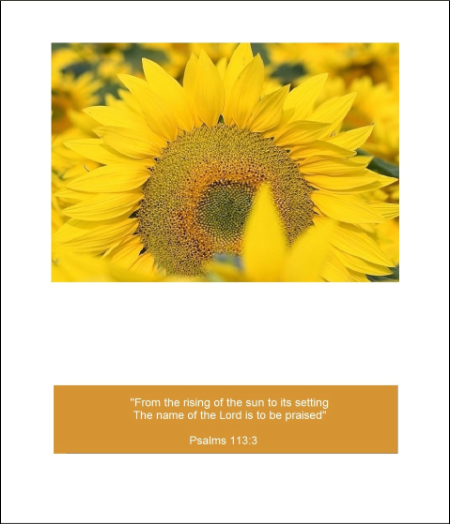 "From the rising of the sun to its setting
The name of the Lord is to be praised"
Psalms 113:3